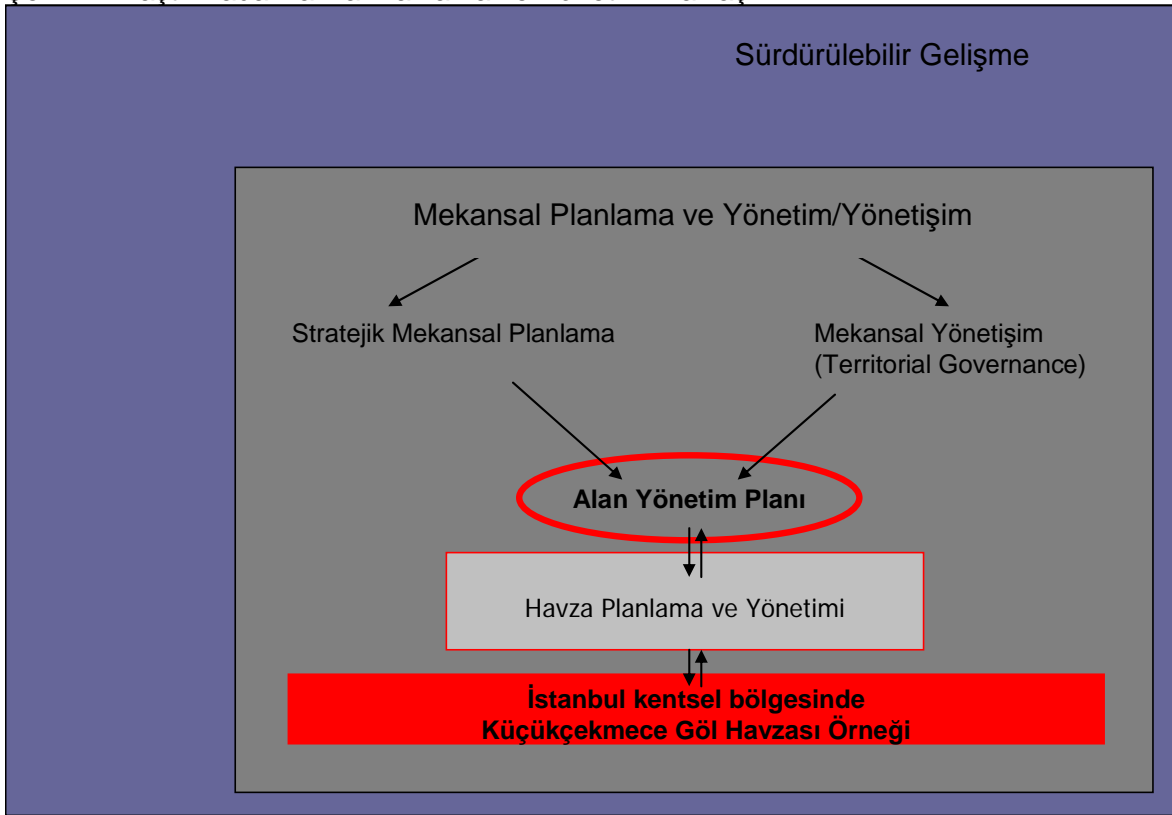 Sürdürülebilir Gelişme
Mekansal Planlama ve Yönetim/Yönetişim
Stratejik Mekansal Planlama
Mekansal Yönetişim
(Territorial Governance)
Alan Yönetim Planı
Havza Planlama ve Yönetimi
İstanbul kentsel bölgesinde
Küçükçekmece Göl Havzası Örneği